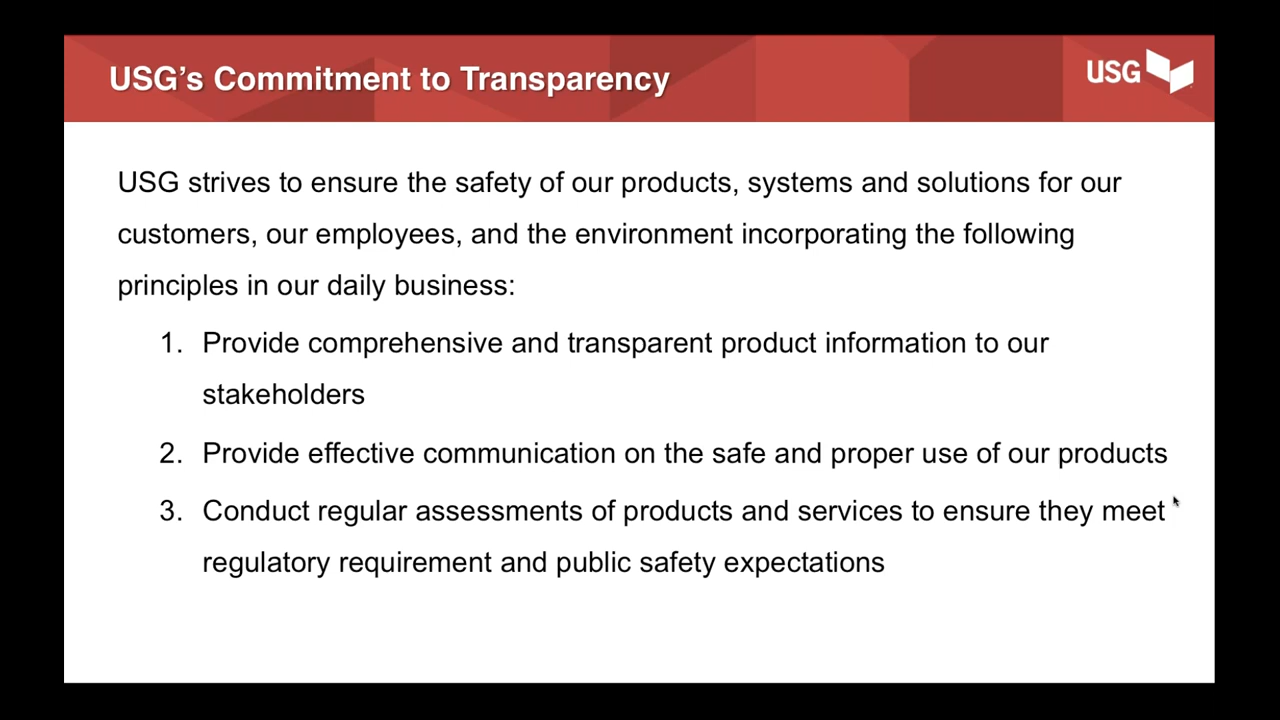 USG’s Commitment to Transparency
USG
USG strives to ensure the safety of our products, systems and solutions for our
customers, our employees, and the environment incorporating the following
principles in our daily business:
1. Provide comprehensive and transparent product information to our
stakeholders
2. Provide effective communication on the safe and proper use of our products
3. Conduct regular assessments of products and services to ensure they meet
regulatory requirement and public safety expectations